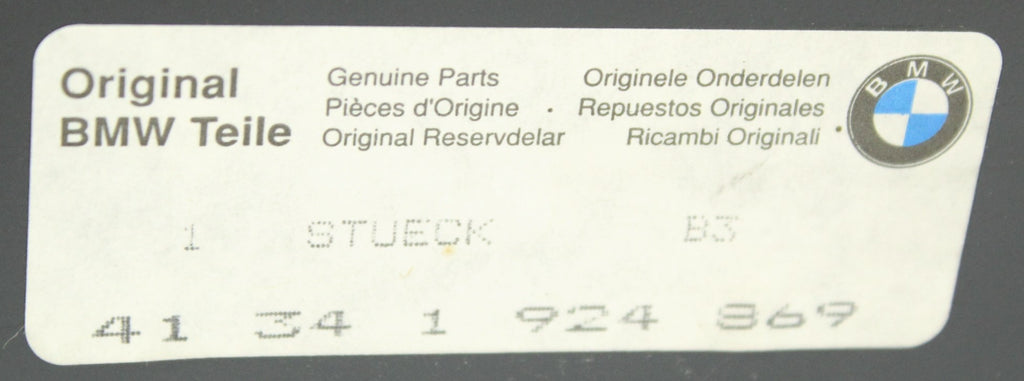 Original
BMW Teile
Genuine Parts
Pièces d'Origine ·
Original Reservdelar
Originele Onderdelen
Repuestos Originales
Ricambi Originali
BMW
1 STUECK B3
41 34 1 924 869